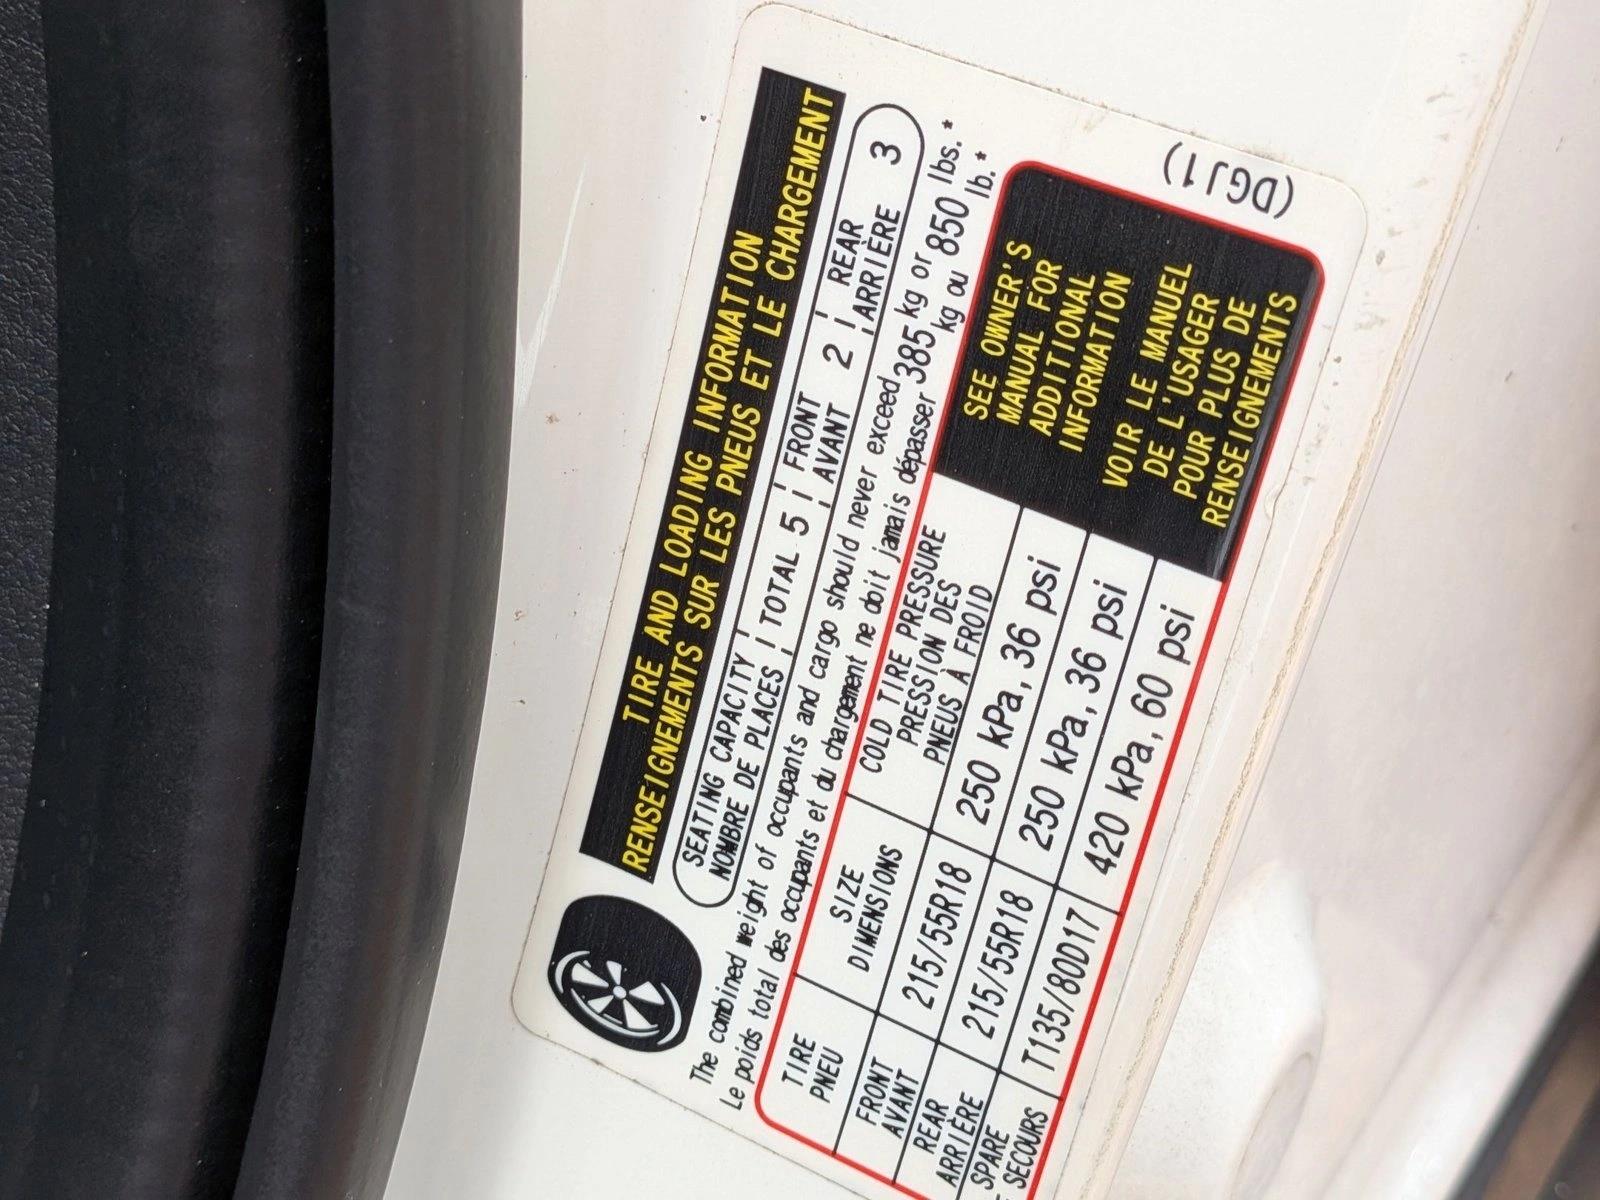 TIRE AND LOADING INFORMATION
RENSEIGNEMENTS SUR LES PNEUS ET LE CHARGEMENT
SEATING CAPACITY
NOMBRE DE PLACES
TOTAL 5
FRONT
AVANT
2
REAR
ARRIÈRE
3
The combined weight of occupants and cargo should never exceed 385 kg or 850 lbs.*
Le poids total des occupants et du chargement ne doit jamais dépasser 385 kg ou 850 lb.*
TIRE
PNEU
SIZE
DIMENSIONS
COLD TIRE PRESSURE
PRESSION DES
PNEUS À FROID
FRONT
AVANT
215/55R18
250 kPa, 36 psi
REAR
ARRIÈRE
215/55R18
250 kPa, 36 psi
SPARE
DE SECOURS
T135/80D17
420 kPa, 60 psi
SEE OWNER'S
MANUAL FOR
ADDITIONAL
INFORMATION
VOIR LE MANUEL
DE L'USAGER
POUR PLUS DE
RENSEIGNEMENTS
(DGJ1)